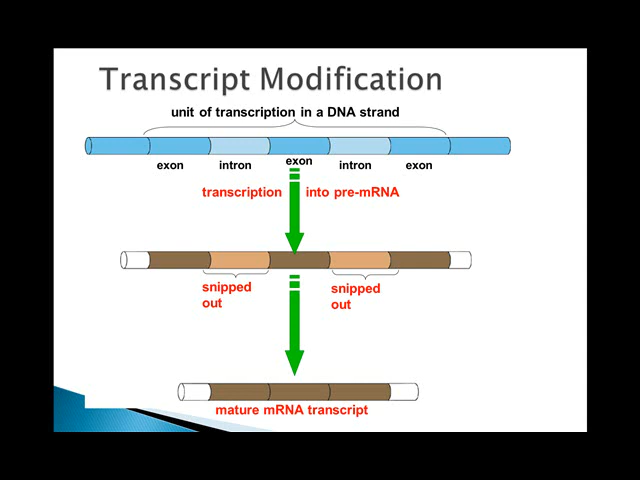 Transcript Modification
unit of transcription in a DNA strand
exon intron exon intron exon
transcription into pre-mRNA
snipped out
snipped out
mature mRNA transcript